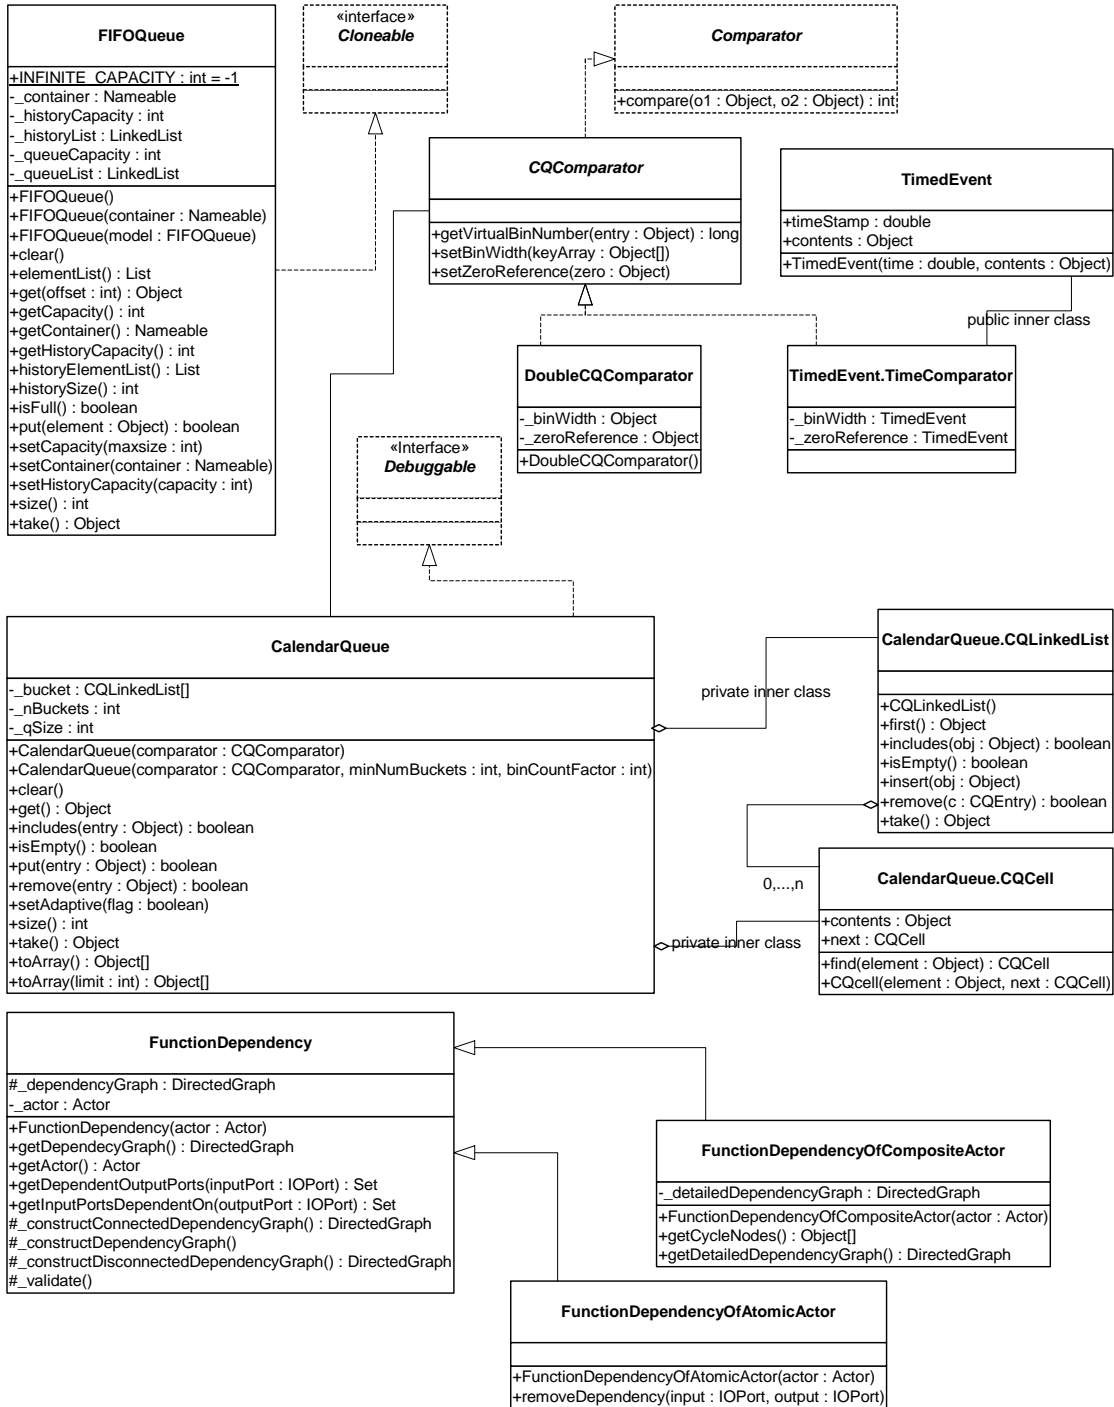 FIFOQueue
+INFINITE_CAPACITY : int = -1
-_container : Nameable
-_historyCapacity : int
-_historyList : LinkedList
-_queueCapacity : int
-_queueList : LinkedList
+FIFOQueue()
+FIFOQueue(container : Nameable)
+FIFOQueue(model : FIFOQueue)
+clear()
+elementList() : List
+get(offset : int) : Object
+getCapacity() : int
+getContainer() : Nameable
+getHistoryCapacity() : int
+historyElementList() : List
+historySize() : int
+isFull() : boolean
+put(element : Object) : boolean
+setCapacity(maxsize : int)
+setContainer(container : Nameable)
+setHistoryCapacity(capacity : int)
+size() : int
+take() : Object
«interface»
Cloneable
Comparator
+compare(o1 : Object, o2 : Object) : int
CQComparator
+getVirtualBinNumber(entry : Object) : long
+setBinWidth(keyArray : Object[])
+setZeroReference(zero : Object)
TimedEvent
+timeStamp : double
+contents : Object
+TimedEvent(time : double, contents : Object)
public inner class
DoubleCQComparator
-_binWidth : Object
-_zeroReference : Object
+DoubleCQComparator()
TimedEvent.TimeComparator
-_binWidth : TimedEvent
-_zeroReference : TimedEvent
«Interface»
Debuggable
CalendarQueue
-_bucket : CQLinkedList[]
-_nBuckets : int
-_qSize : int
+CalendarQueue(comparator : CQComparator)
+CalendarQueue(comparator : CQComparator, minNumBuckets : int, binCountFactor : int)
+clear()
+get() : Object
+includes(entry : Object) : boolean
+isEmpty() : boolean
+put(entry : Object) : boolean
+remove(entry : Object) : boolean
+setAdaptive(flag : boolean)
+size() : int
+take() : Object
+toArray() : Object[]
+toArray(limit : int) : Object[]
private inner class
CalendarQueue.CQLinkedList
+CQLinkedList()
+first() : Object
+includes(obj : Object) : boolean
+isEmpty() : boolean
+insert(obj : Object)
+remove(c : CQEntry) : boolean
+take() : Object
0,...,n
private inner class
CalendarQueue.CQCell
+contents : Object
+next : CQCell
+find(element : Object) : CQCell
+CQcell(element : Object, next : CQCell)
FunctionDependency
#_dependencyGraph : DirectedGraph
-_actor : Actor
+FunctionDependency(actor : Actor)
+getDependecyGraph() : DirectedGraph
+getActor() : Actor
+getDependentOutputPorts(inputPort : IOPort) : Set
+getInputPortsDependentOn(outputPort : IOPort) : Set
#_constructConnectedDependencyGraph() : DirectedGraph
#_constructDependencyGraph()
#_constructDisconnectedDependencyGraph() : DirectedGraph
#_validate()
FunctionDependencyOfCompositeActor
-_detailedDependencyGraph : DirectedGraph
+FunctionDependencyOfCompositeActor(actor : Actor)
+getCycleNodes() : Object[]
+getDetailedDependencyGraph() : DirectedGraph
FunctionDependencyOfAtomicActor
+FunctionDependencyOfAtomicActor(actor : Actor)
+removeDependency(input : IOPort, output : IOPort)